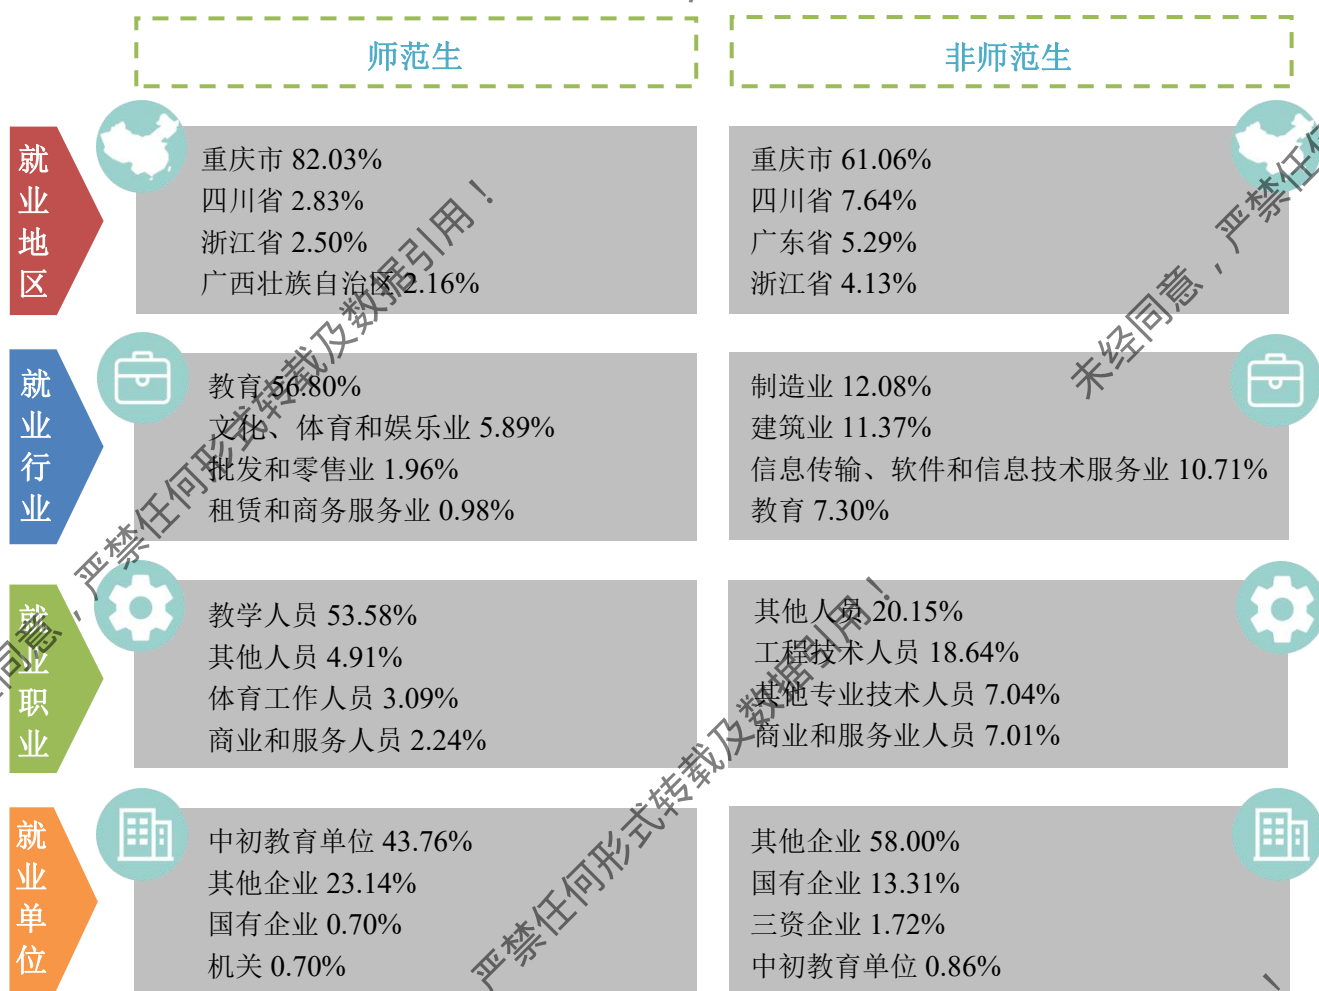 师范生
非师范生
就业地区
重庆市 82.03%
四川省 2.83%
浙江省 2.50%
广西壮族自治区 2.16%
重庆市 61.06%
四川省 7.64%
广东省 5.29%
浙江省 4.13%
就业行业
教育 56.80%
文化、体育和娱乐业 5.89%
批发和零售业 1.96%
租赁和商务服务业 0.98%
制造业 12.08%
建筑业 11.37%
信息传输、软件和信息技术服务业 10.71%
教育 7.30%
就业职业
教学人员 53.58%
其他人员 4.91%
体育工作人员 3.09%
商业和服务人员 2.24%
其他人员 20.15%
工程技术人员 18.64%
其他专业技术人员 7.04%
商业和服务业人员 7.01%
就业单位
中初教育单位 43.76%
其他企业 23.14%
国有企业 0.70%
机关 0.70%
其他企业 58.00%
国有企业 13.31%
三资企业 1.72%
中初教育单位 0.86%
同意，严禁任何形式转载及数据引用！
未经同意，严禁任何
严禁任何形式转载及数据引用！